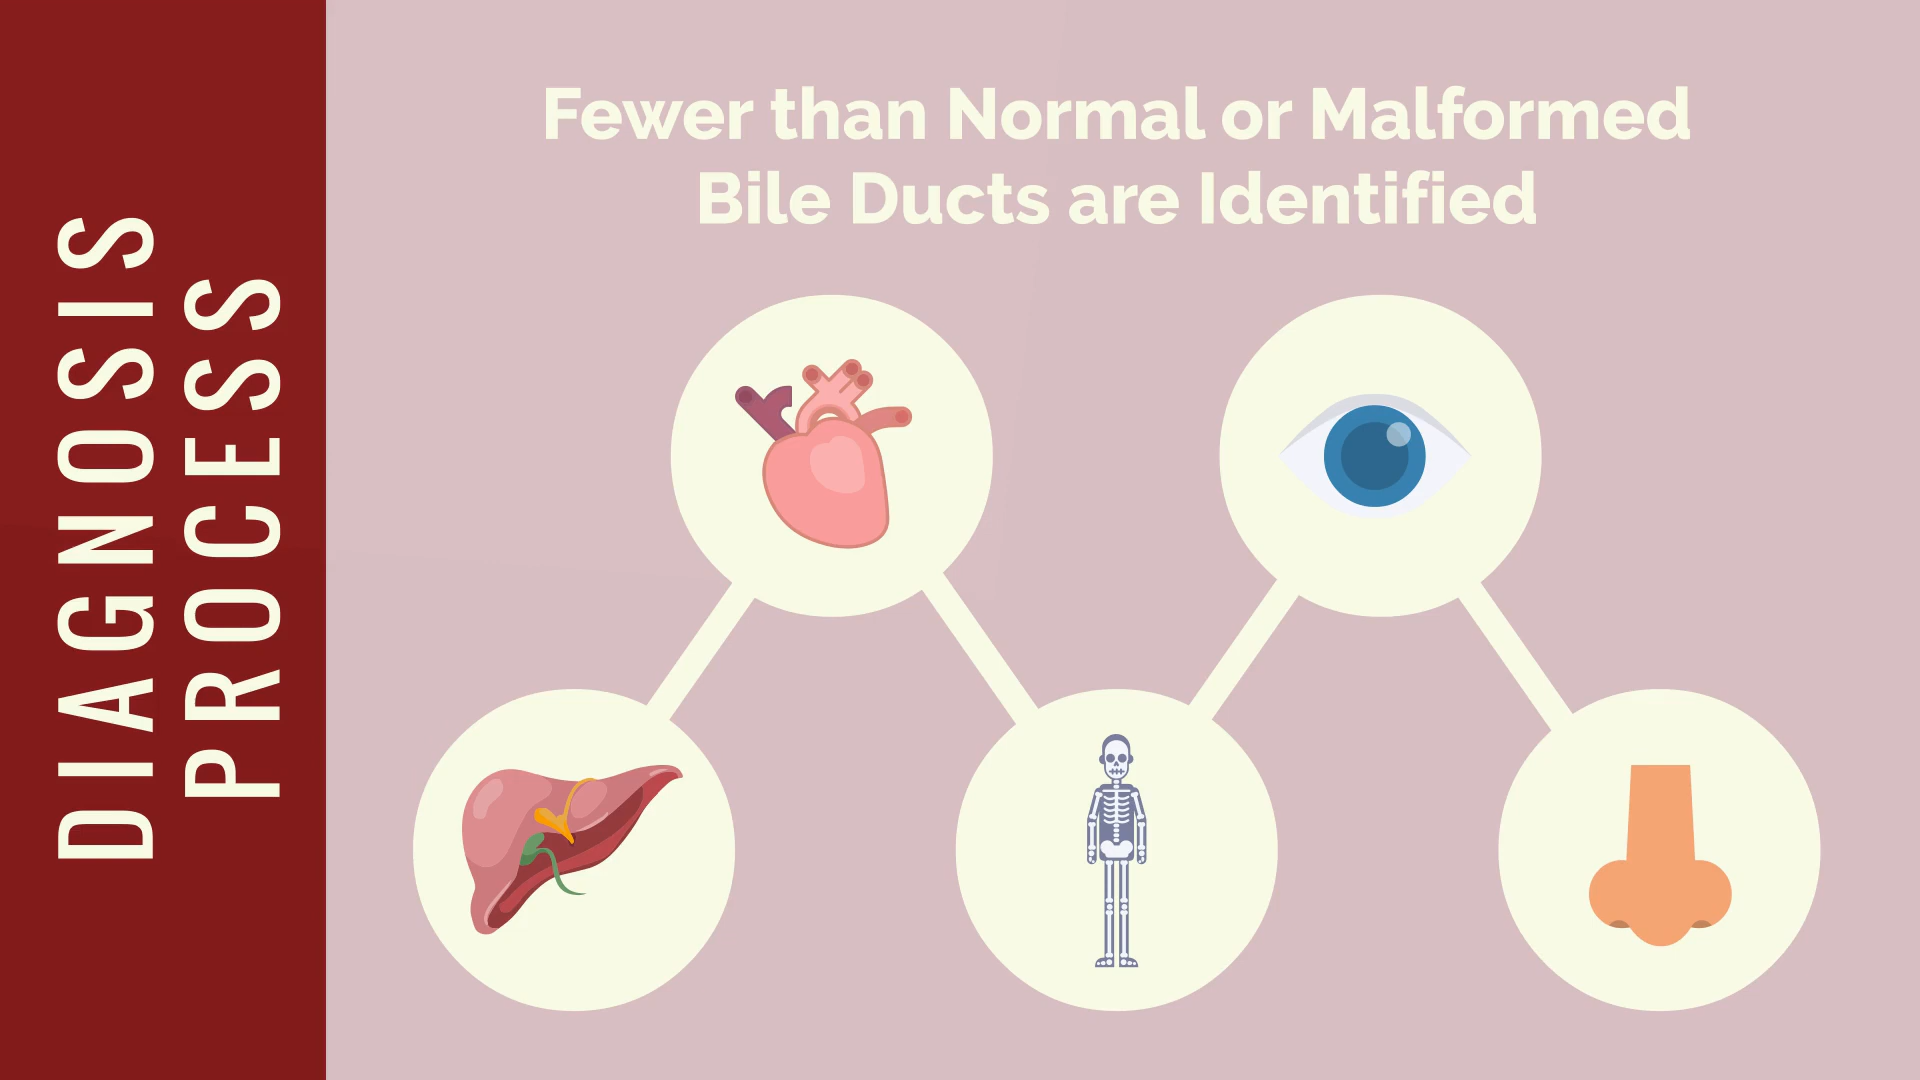 DIAGNOSIS
PROCESS
Fewer than Normal or Malformed
Bile Ducts are Identified